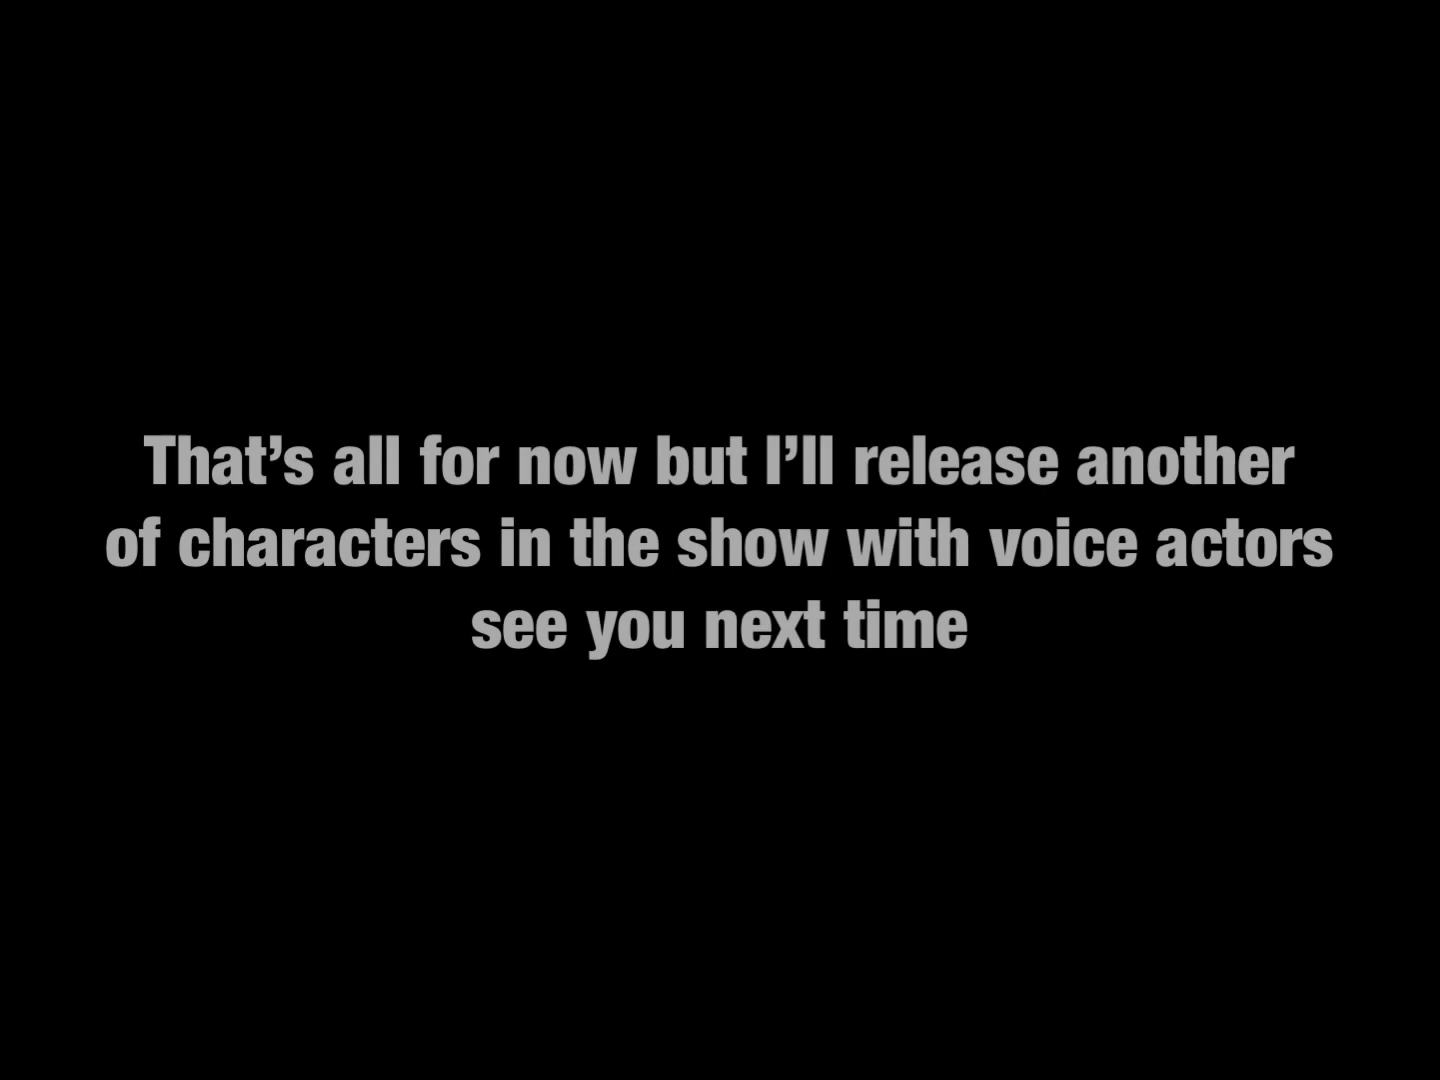 That’s all for now but I’ll release another
of characters in the show with voice actors
see you next time